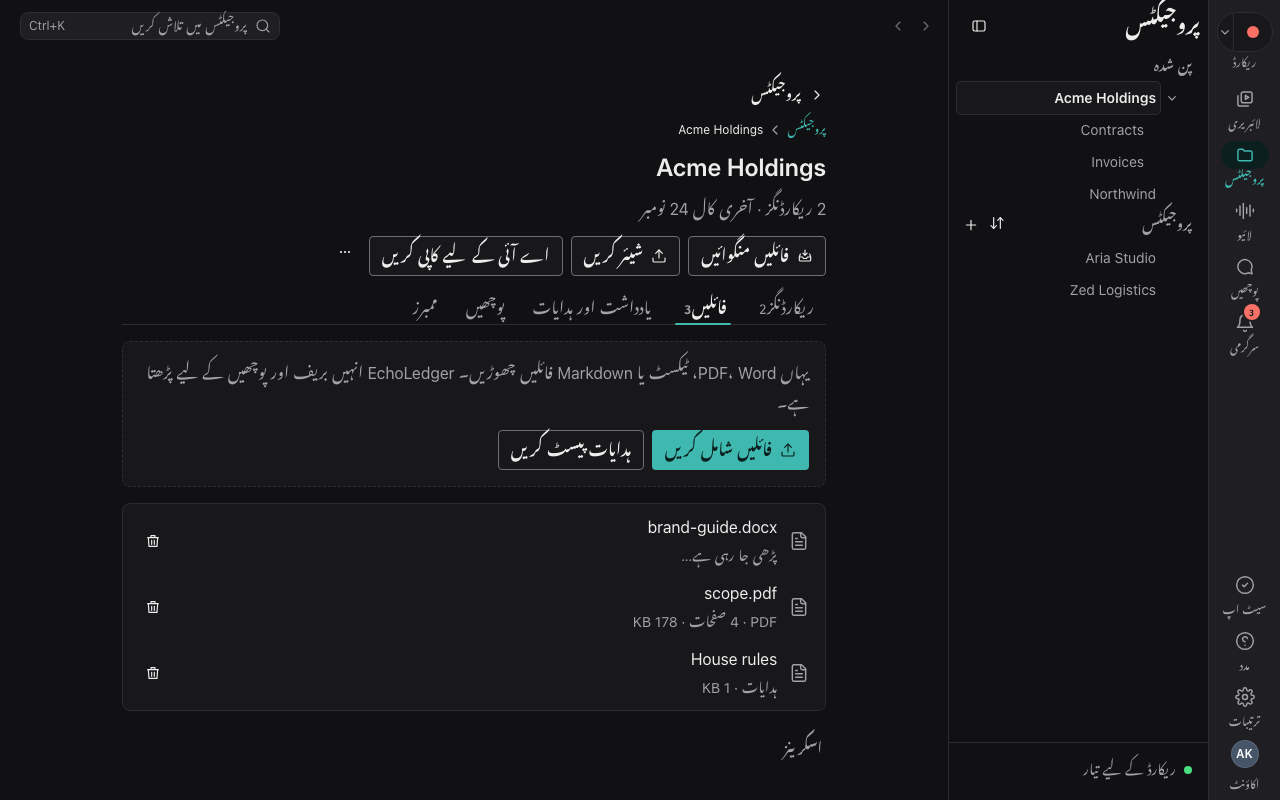 ریکارڈ
لائبریری
پروجیکٹس
لائیو
پوچھیں
3
سرگرمی
سیٹ اپ
مدد
ترتیبات
AK
اکاؤنٹ
پروجیکٹس
پن شدہ
Acme Holdings
Contracts
Invoices
Northwind
پروجیکٹس
Aria Studio
Zed Logistics
ریکارڈ کے لیے تیار
پروجیکٹس میں تلاش کریں Ctrl+K
پروجیکٹس
پروجیکٹس Acme Holdings
Acme Holdings
2 ریکارڈنگز · آخری کال 24 نومبر
فائلیں منگوائیں شیئر کریں اے آئی کے لیے کاپی کریں ...
ریکارڈنگز2 فائلیں3 یادداشت اور ہدایات پوچھیں ممبرز
یہاں PDF، Word، ٹیکسٹ یا Markdown فائلیں چھوڑیں۔ EchoLedger انہیں بریف اور پوچھیں کے لیے پڑھتا
ہے۔
فائلیں شامل کریں ہدایات پیسٹ کریں
brand-guide.docx
پڑھی جا رہی ہے...
scope.pdf
PDF · 4 صفحات · 178 KB
House rules
ہدایات · 1 KB
اسکرینز